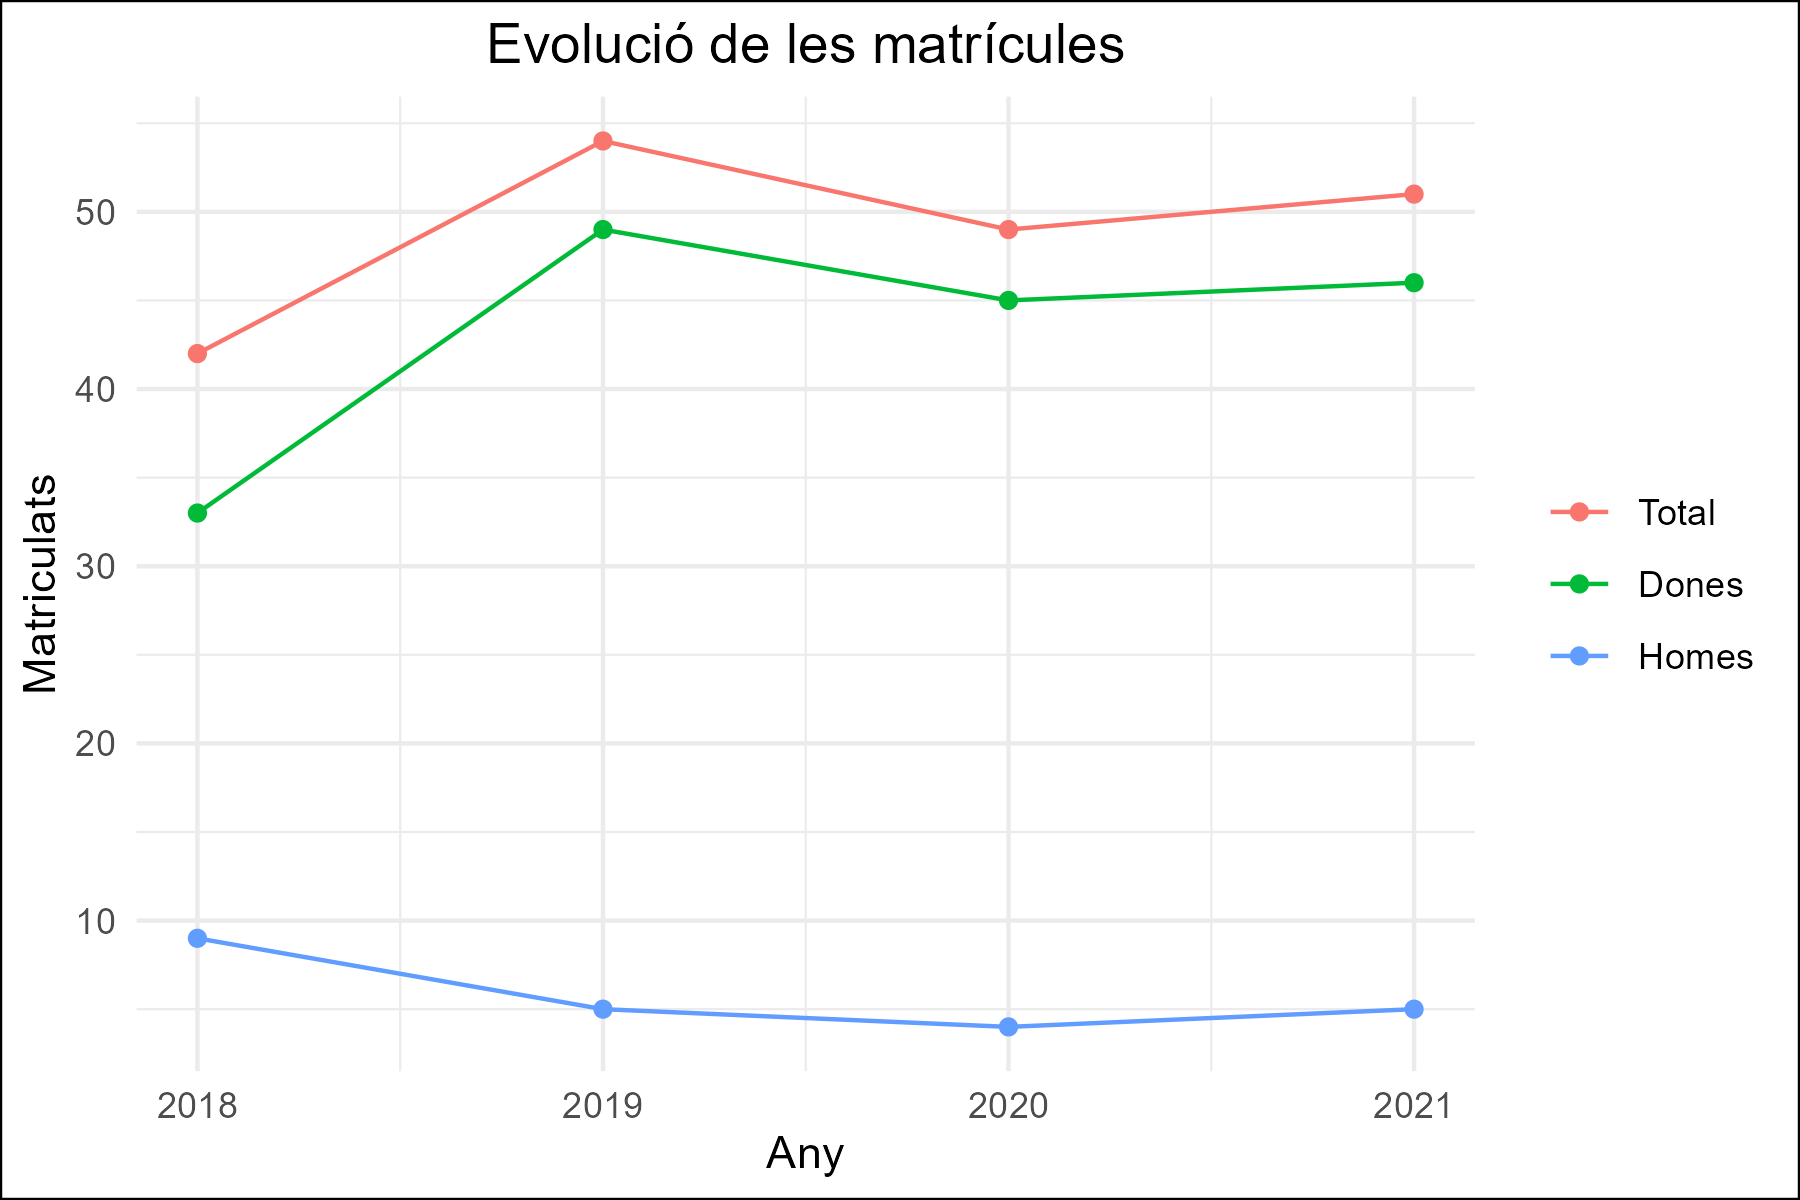 Evolució de les matrícules
Matriculats
50
40
30
20
10
2018 2019 2020 2021
Any
Total
Dones
Homes